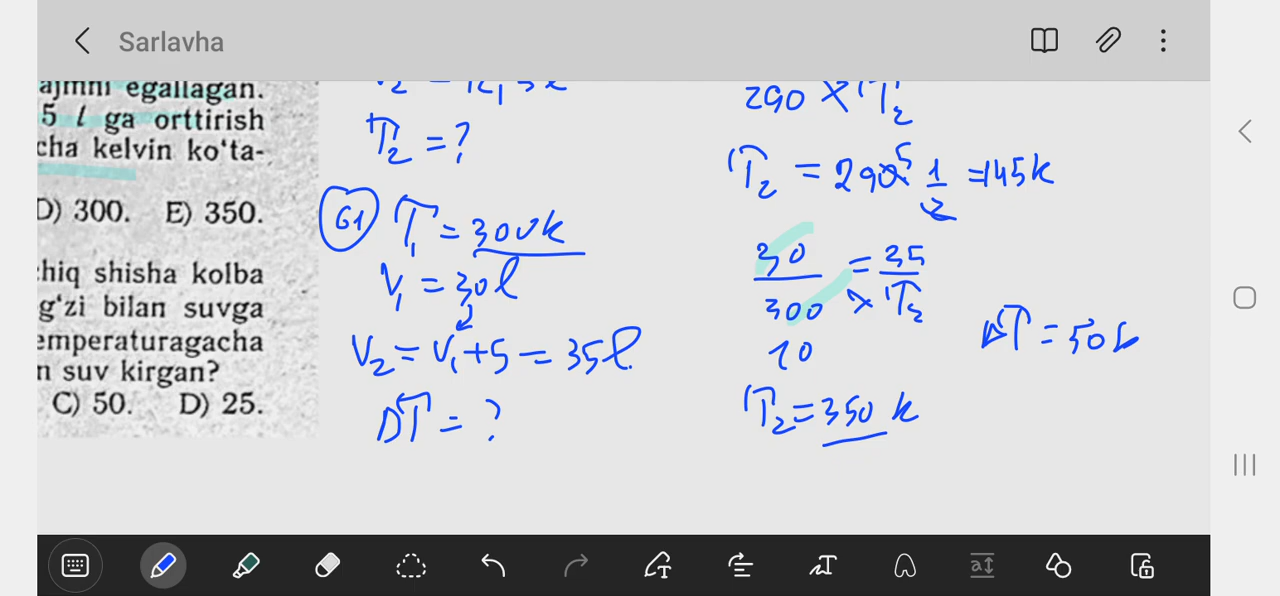 Sarlavha
ajmni egallagan.
5 l ga orttirish
cha kelvin ko'ta-
D) 300. E) 350.
hiq shisha kolba
g'zi bilan suvga
emperaturagacha
n suv kirgan?
C) 50. D) 25.
T₂ = ?
61 T₁ = 300k
V₁ = 30l
V₂ = V₁+5 = 35l
DT = ?
290 × T₂
T₂ = 290 1/2 = 145k
30/300 = 35/T₂
10
T₂ = 350 k
ΔT = 50k